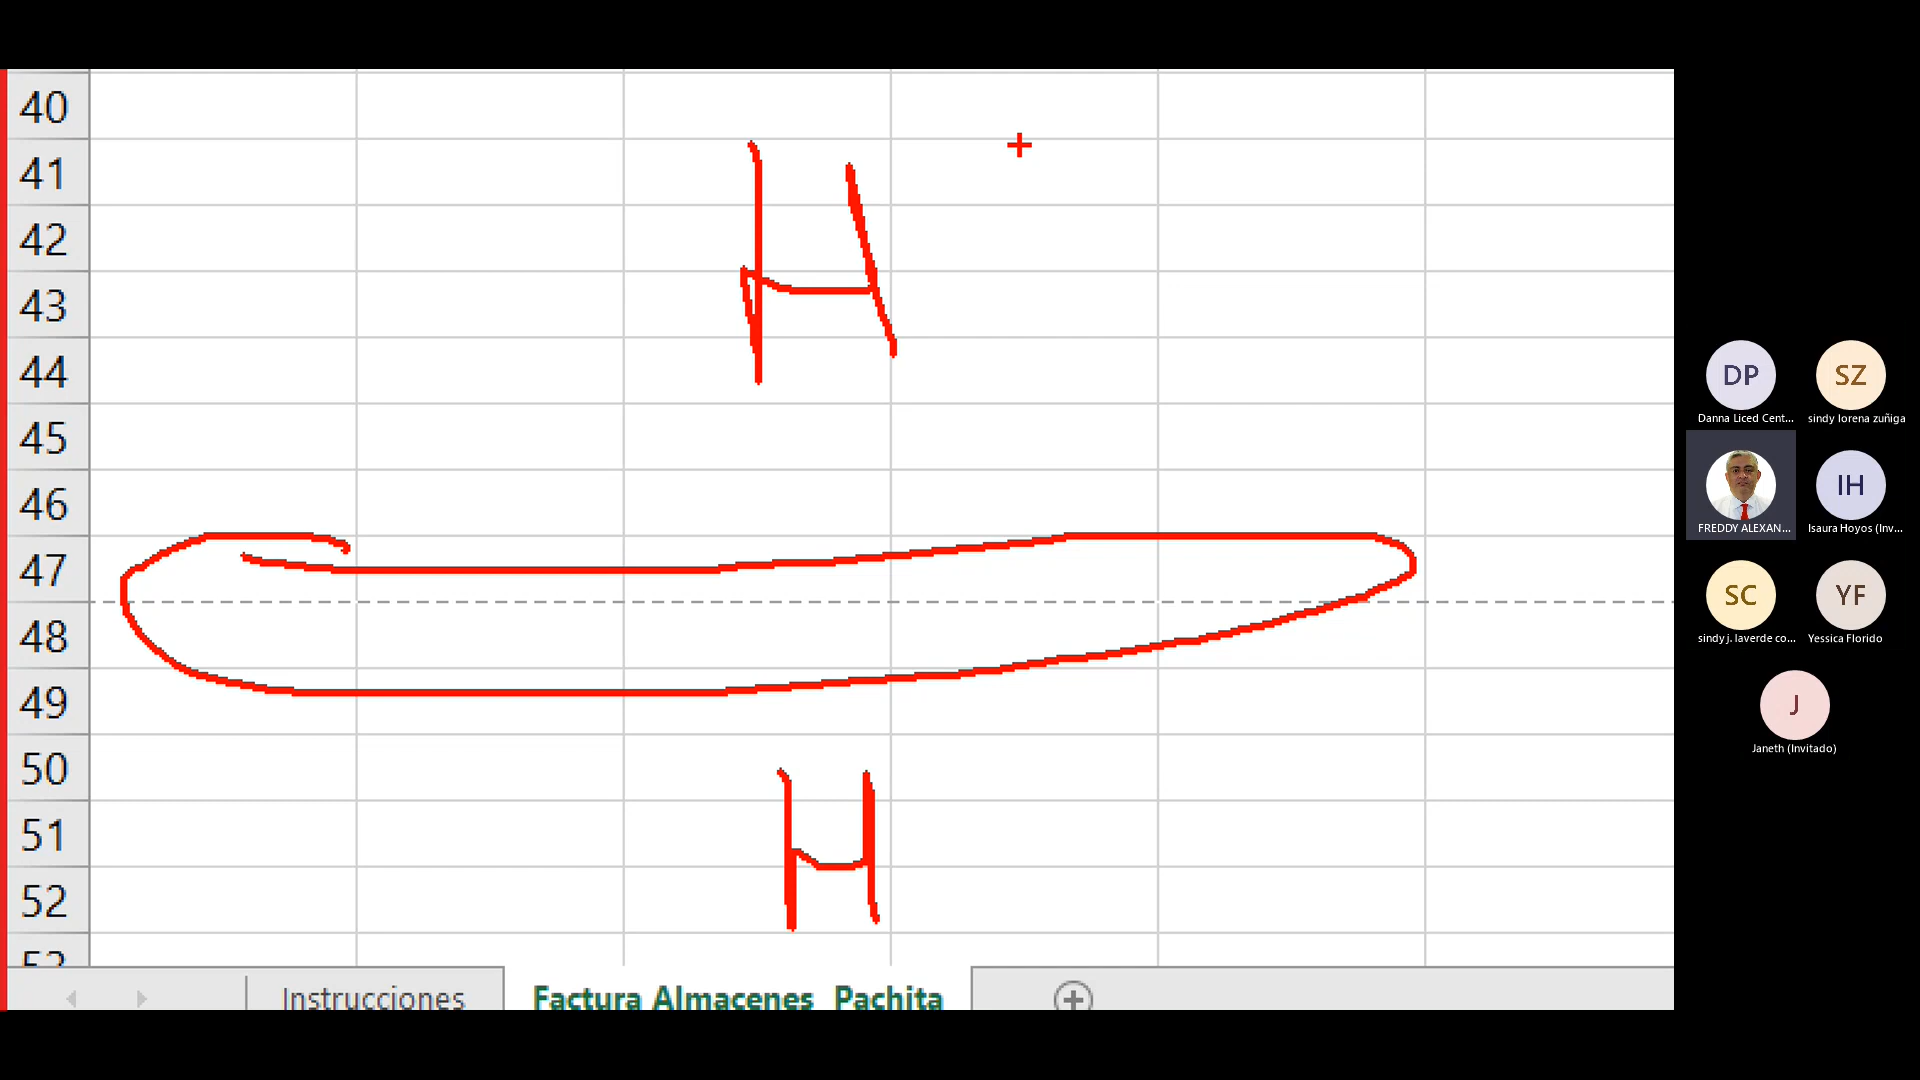 40
41
H
42
43
44
45
46
47
48
49
50
51
H
52
53
Instrucciones
Factura Almacenes Pachita
DP
SZ
Danna Liced Cent...
sindy lorena zuñiga
FREDDY ALEXAN...
IH
Isaura Hoyos (Inv...
SC
YF
sindy j. laverde co...
Yessica Florido
J
Janeth (Invitado)